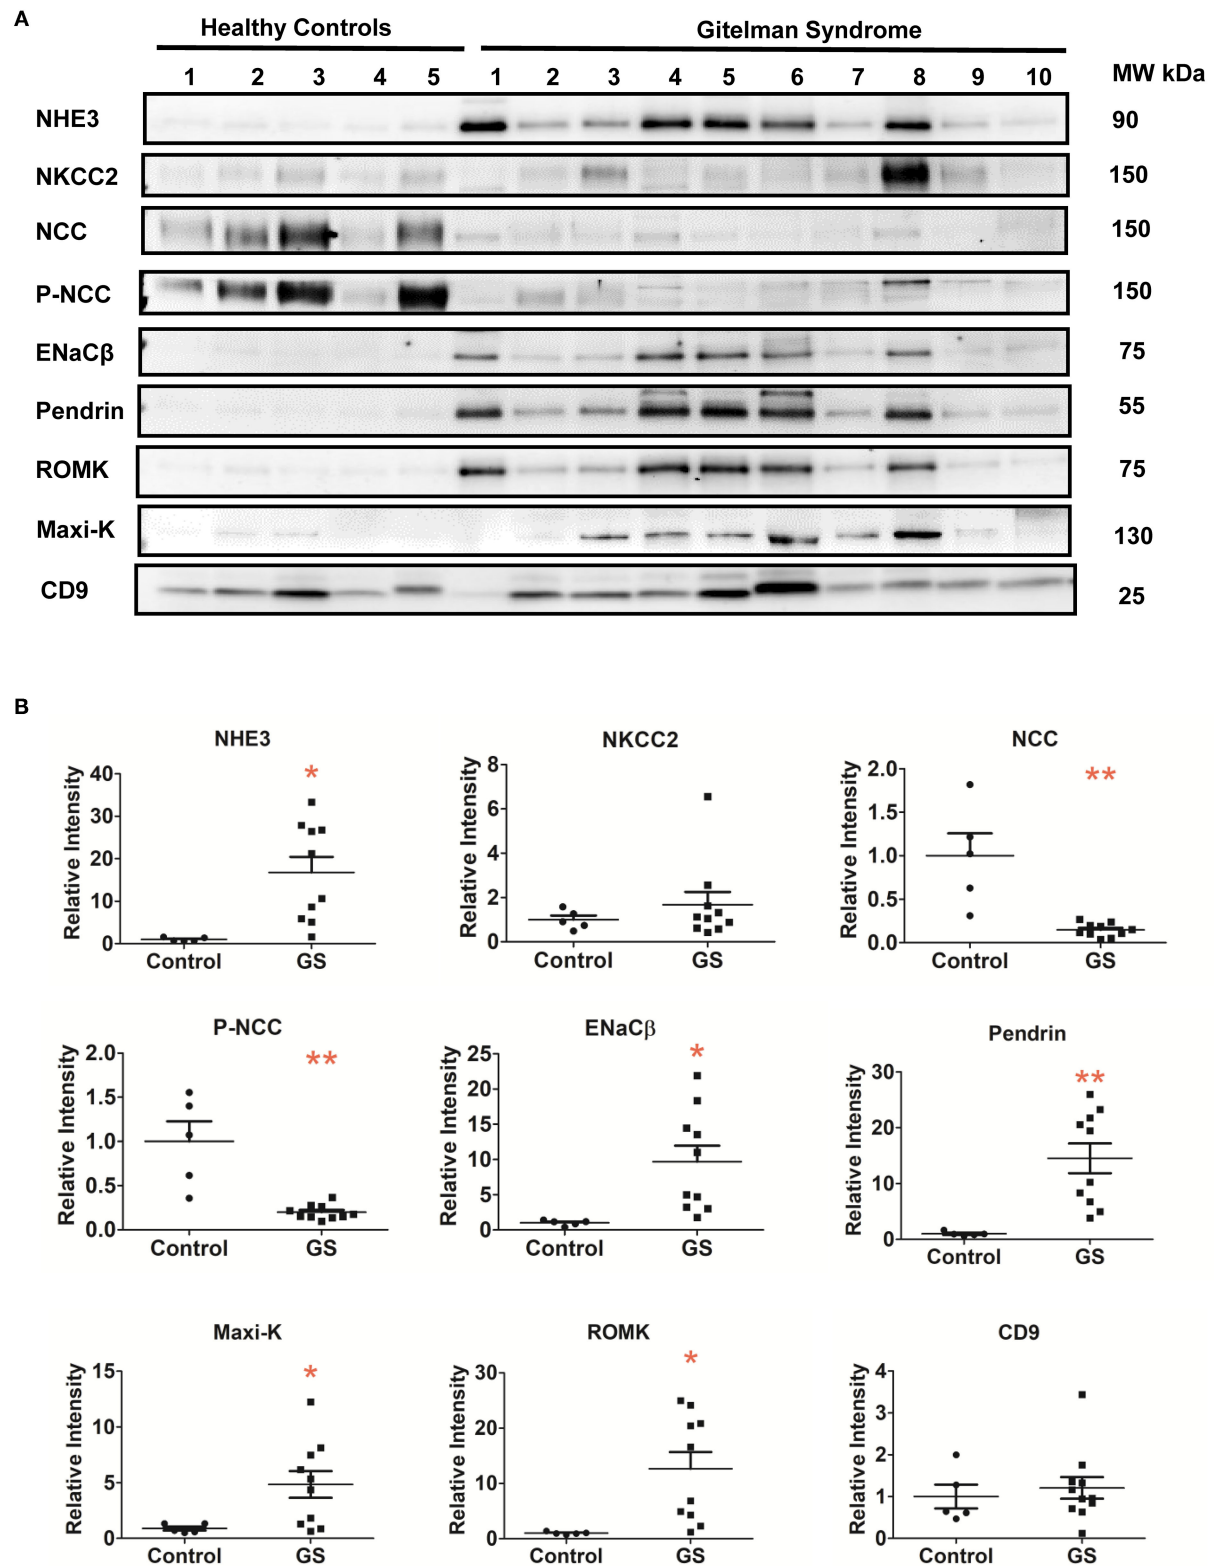 A
Healthy Controls
Gitelman Syndrome
1 2 3 4 5 1 2 3 4 5 6 7 8 9 10 MW kDa
NHE3 90
NKCC2 150
NCC 150
P-NCC 150
ENaCβ 75
Pendrin 55
ROMK 75
Maxi-K 130
CD9 25
B
NHE3
*
Relative Intensity
40
30
20
10
0
Control GS
NKCC2
Relative Intensity
8
6
4
2
0
Control GS
NCC
**
Relative Intensity
2.0
1.5
1.0
0.5
0.0
Control GS
P-NCC
**
Relative Intensity
2.0
1.5
1.0
0.5
0.0
Control GS
ENaCβ
*
Relative Intensity
25
20
15
10
5
0
Control GS
Pendrin
**
Relative Intensity
30
20
10
0
Control GS
Maxi-K
*
Relative Intensity
15
10
5
0
Control GS
ROMK
*
Relative Intensity
30
20
10
0
Control GS
CD9
Relative Intensity
4
3
2
1
0
Control GS